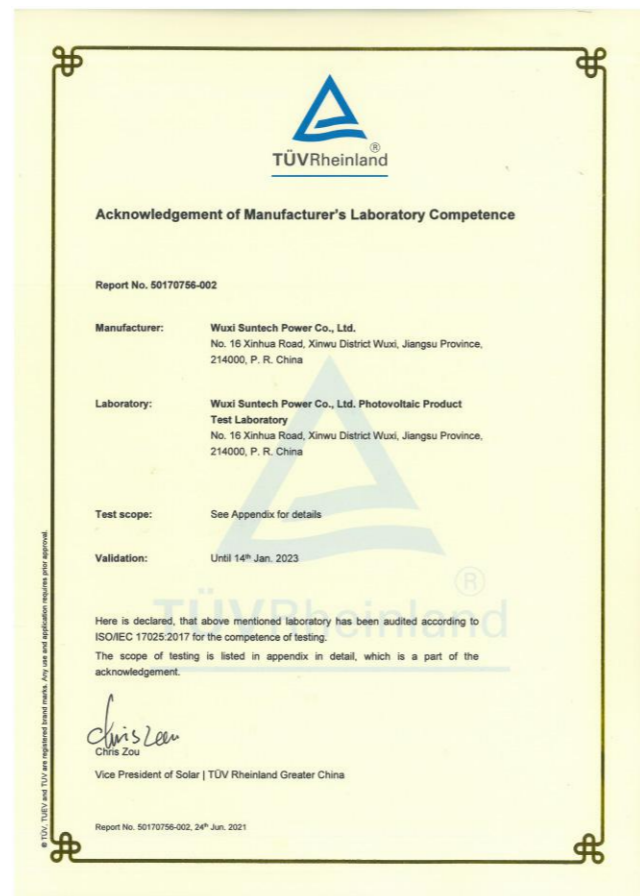 TÜVRheinland®
Acknowledgement of Manufacturer's Laboratory Competence
Report No. 50170756-002
Manufacturer: Wuxi Suntech Power Co., Ltd.
No. 16 Xinhua Road, Xinwu District Wuxi, Jiangsu Province,
214000, P. R. China
Laboratory: Wuxi Suntech Power Co., Ltd. Photovoltaic Product
Test Laboratory
No. 16 Xinhua Road, Xinwu District Wuxi, Jiangsu Province,
214000, P. R. China
Test scope: See Appendix for details
Validation: Until 14th Jan. 2023
TÜVRheinland®
Here is declared, that above mentioned laboratory has been audited according to
ISO/IEC 17025:2017 for the competence of testing.
The scope of testing is listed in appendix in detail, which is a part of the
acknowledgement.
Chris Zou
Chris Zou
Vice President of Solar | TÜV Rheinland Greater China
Report No. 50170756-002, 24th Jun. 2021
® TÜV, TUEV and TUV are registered brand marks. Any use and application requires prior approval.